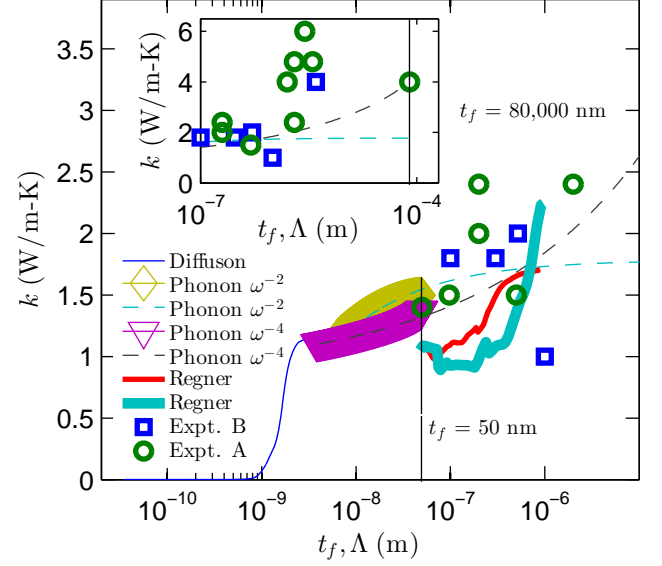 6
4
2
0
k (W/m-K)
10⁻⁷
10⁻⁴
t_f, Λ (m)
t_f = 80,000 nm
3.5
3
2.5
2
1.5
1
0.5
0
k (W/m-K)
Diffuson
Phonon ω⁻²
Phonon ω⁻²
Phonon ω⁻⁴
Phonon ω⁻⁴
Regner
Regner
Expt. B
Expt. A
t_f = 50 nm
10⁻¹⁰
10⁻⁹
10⁻⁸
10⁻⁷
10⁻⁶
t_f, Λ (m)